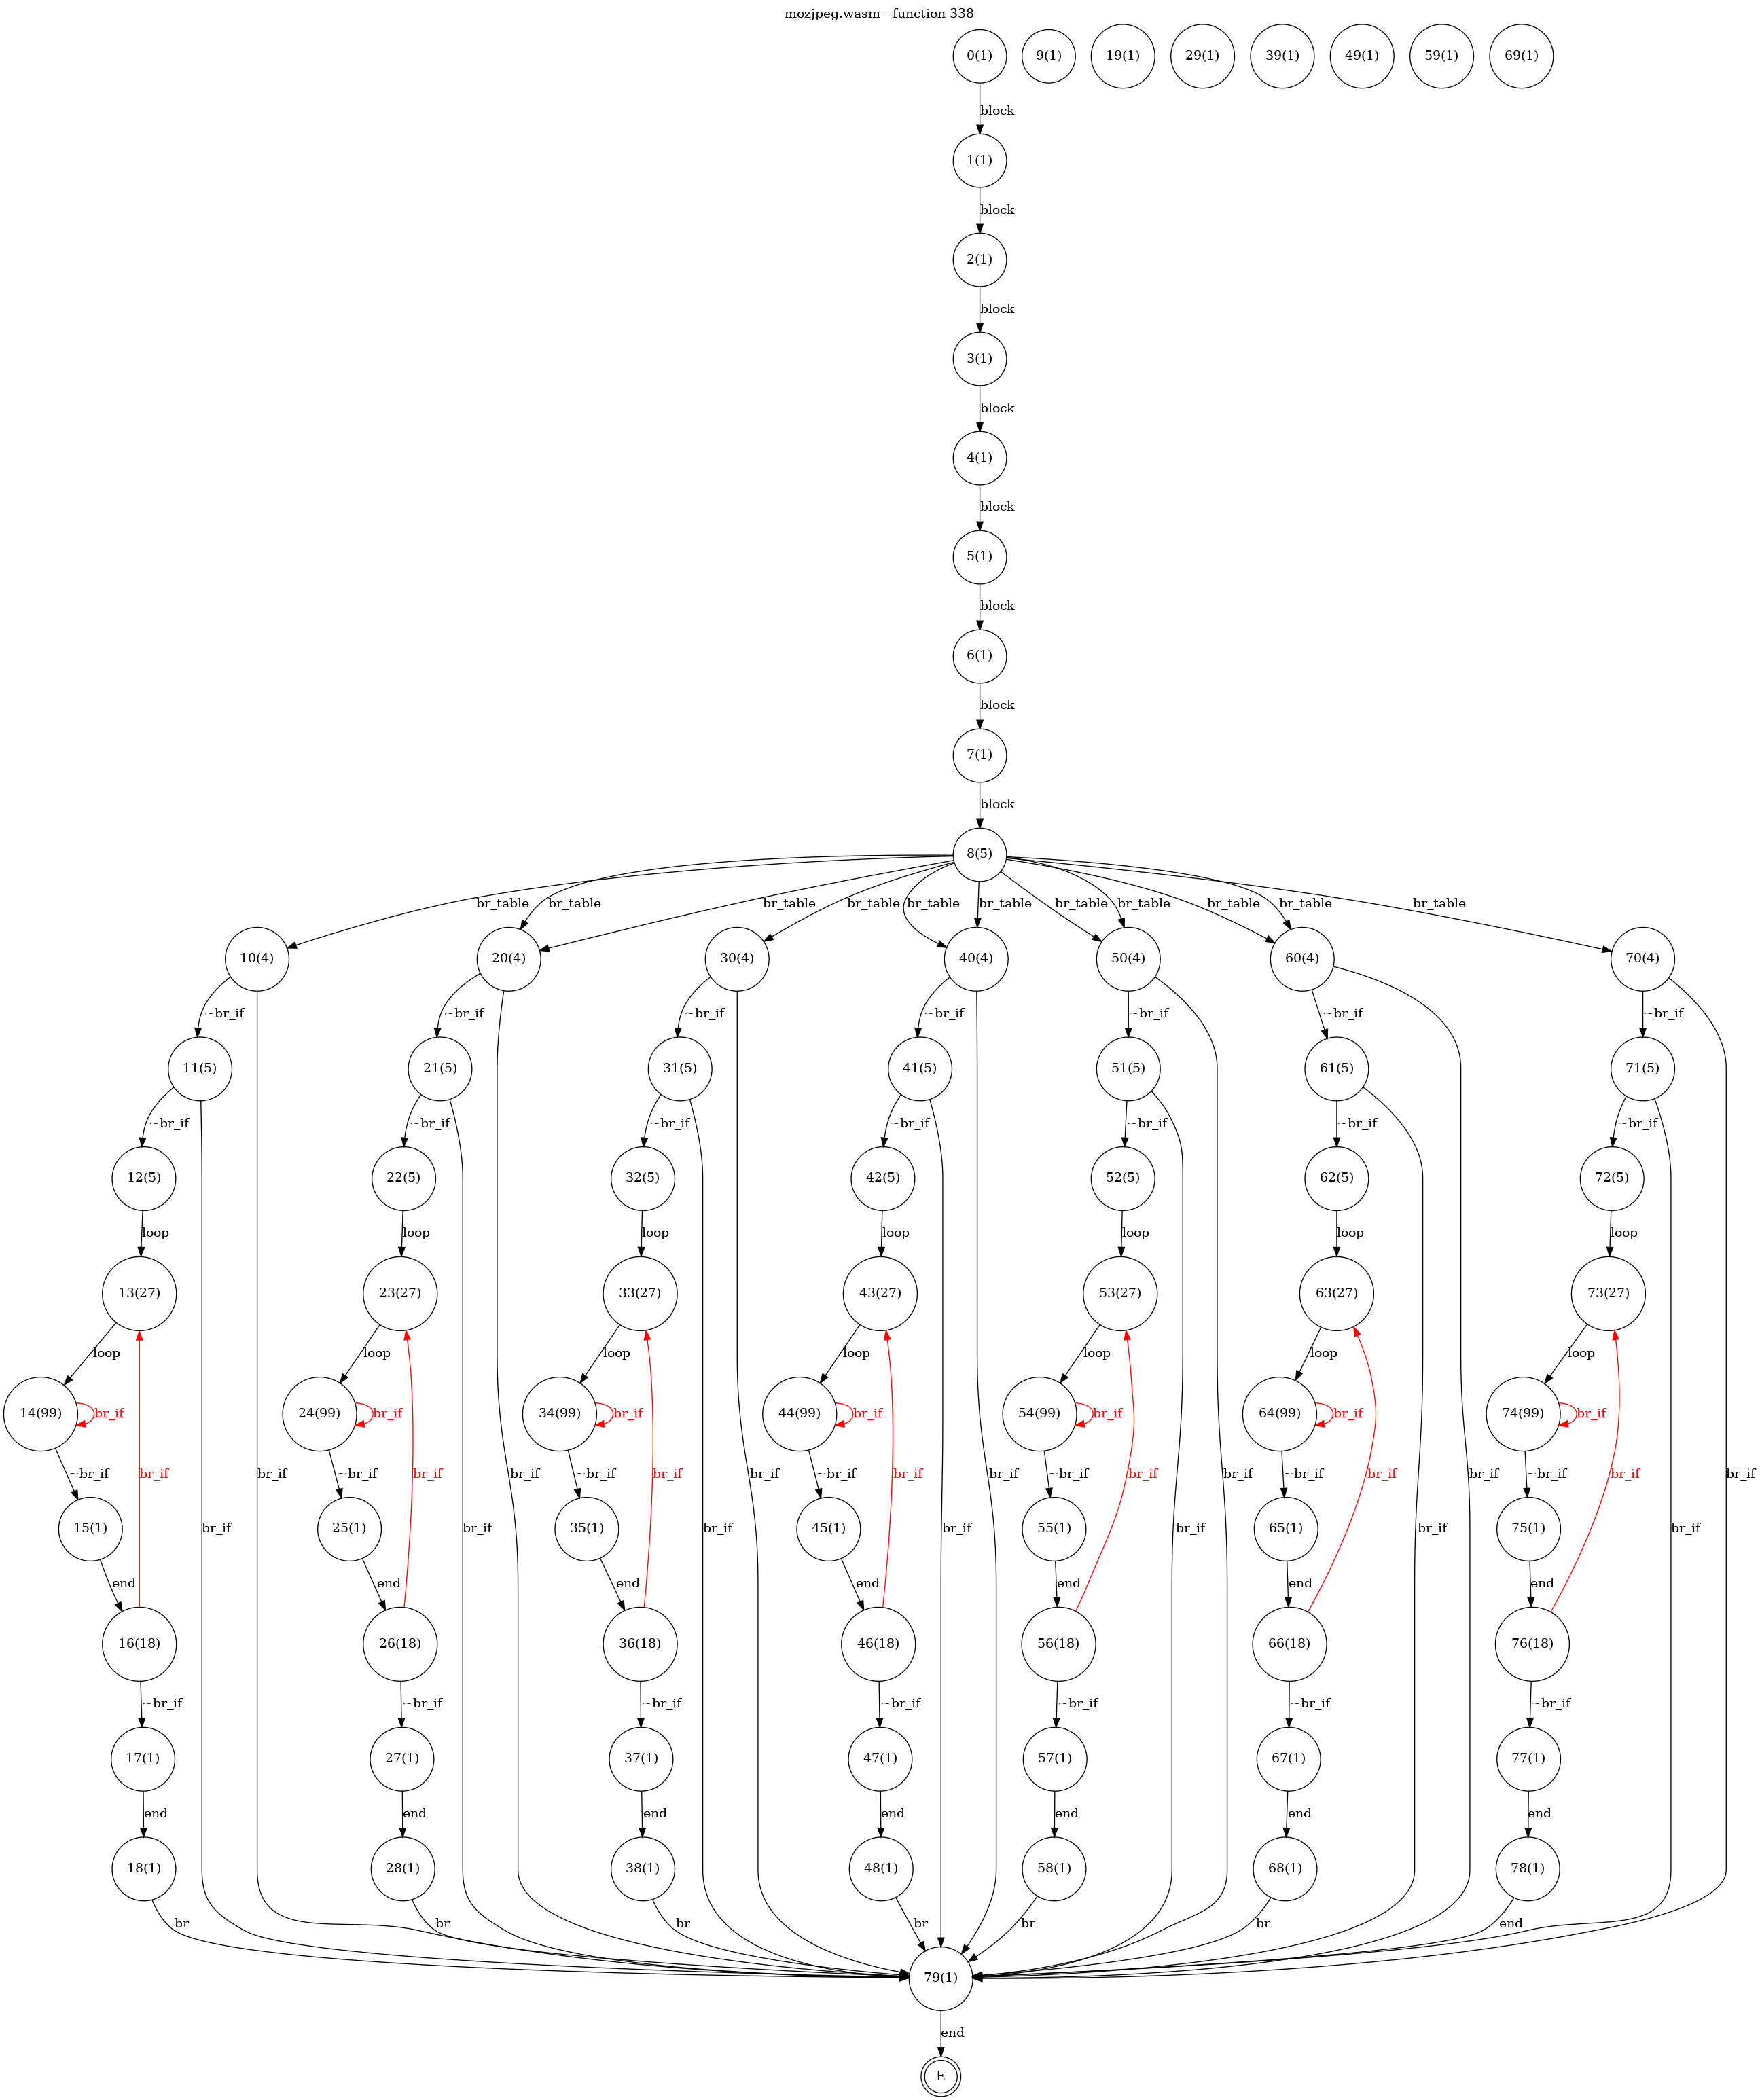 mozjpeg.wasm - function 338
0(1) 9(1) 19(1) 29(1) 39(1) 49(1) 59(1) 69(1)
block
1(1)
block
2(1)
block
3(1)
block
4(1)
block
5(1)
block
6(1)
block
7(1)
block
8(5)
br_table br_table br_table br_table br_table br_table br_table br_table br_table br_table br_table
10(4) 20(4) 30(4) 40(4) 50(4) 60(4) 70(4)
~br_if ~br_if ~br_if ~br_if ~br_if ~br_if ~br_if
11(5) 21(5) 31(5) 41(5) 51(5) 61(5) 71(5)
~br_if ~br_if ~br_if ~br_if ~br_if ~br_if ~br_if
12(5) 22(5) 32(5) 42(5) 52(5) 62(5) 72(5)
loop loop loop loop loop loop loop
13(27) 23(27) 33(27) 43(27) 53(27) 63(27) 73(27)
loop loop loop loop loop loop loop
14(99) br_if 24(99) br_if 34(99) br_if 44(99) br_if 54(99) br_if 64(99) br_if 74(99) br_if
~br_if br_if br_if ~br_if br_if br_if ~br_if br_if br_if ~br_if br_if br_if ~br_if br_if br_if ~br_if br_if br_if ~br_if br_if br_if
15(1) br_if 25(1) br_if 35(1) br_if 45(1) br_if 55(1) br_if 65(1) br_if 75(1) br_if
end end end end end end end
16(18) 26(18) 36(18) 46(18) 56(18) 66(18) 76(18)
~br_if ~br_if ~br_if ~br_if ~br_if ~br_if ~br_if
17(1) 27(1) 37(1) 47(1) 57(1) 67(1) 77(1)
end end end end end end end
18(1) 28(1) 38(1) 48(1) 58(1) 68(1) 78(1)
br br br br br br end
79(1)
end
E